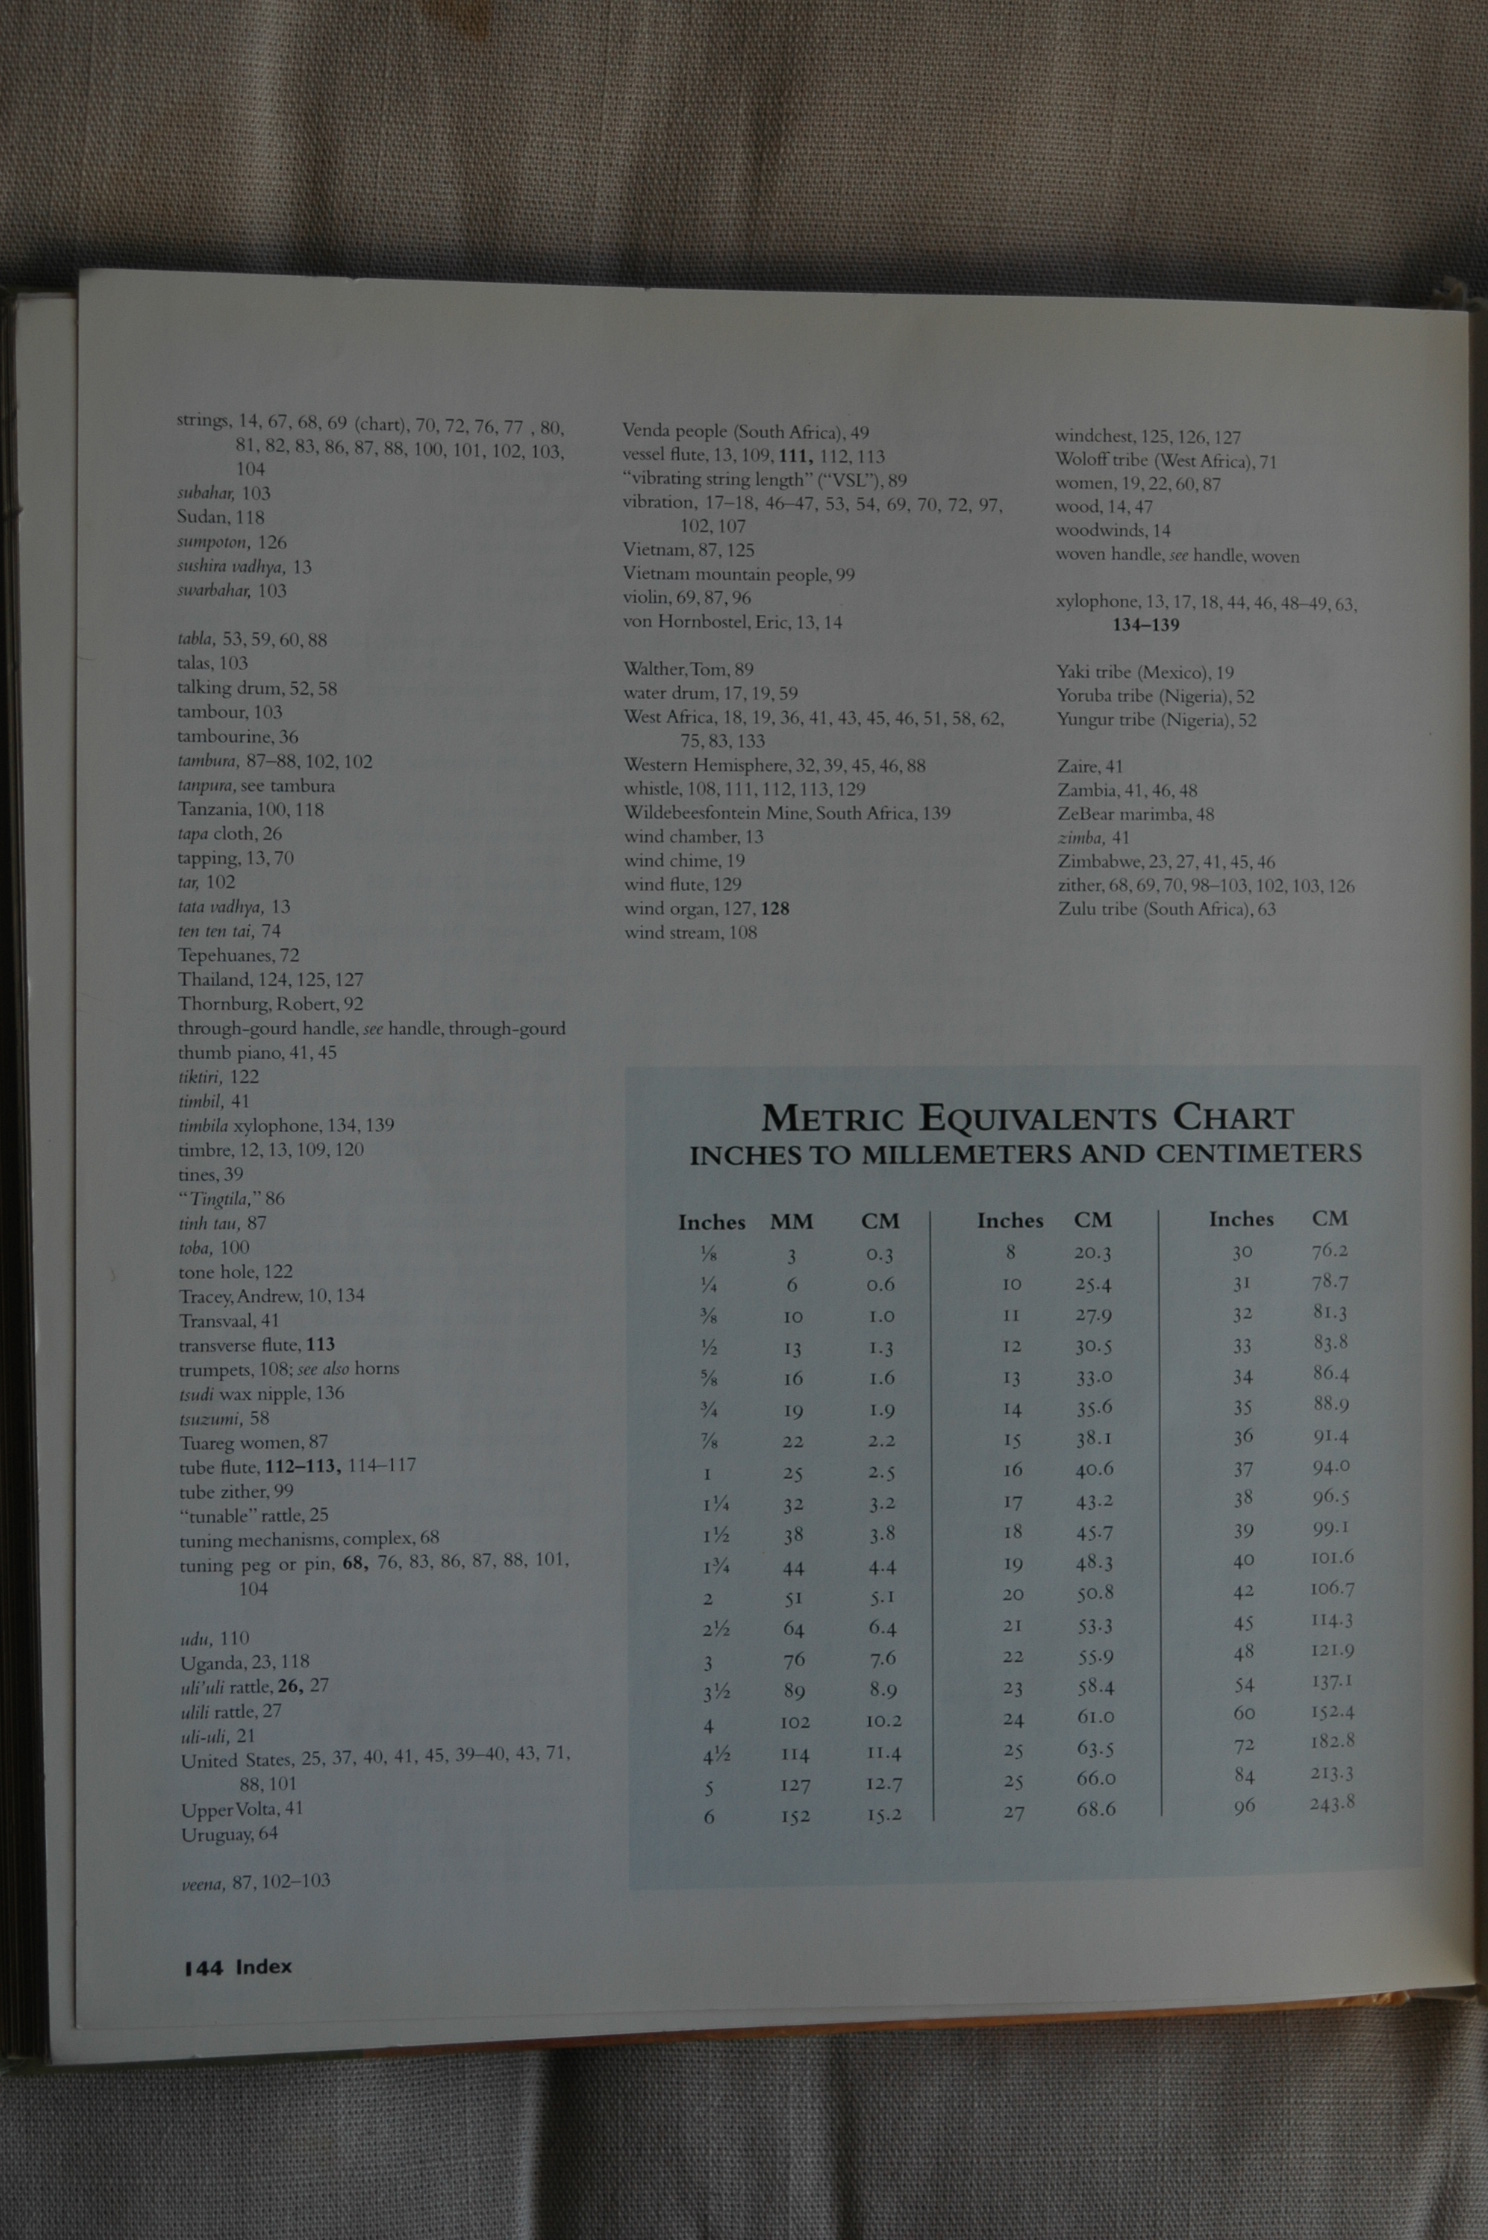 strings, 14, 67, 68, 69 (chart), 70, 72, 76, 77 , 80,
81, 82, 83, 86, 87, 88, 100, 101, 102, 103,
104
subahar, 103
Sudan, 118
sumpoton, 126
sushira vadhya, 13
swarbahar, 103
tabla, 53, 59, 60, 88
talas, 103
talking drum, 52, 58
tambour, 103
tambourine, 36
tambura, 87–88, 102, 102
tanpura, see tambura
Tanzania, 100, 118
tapa cloth, 26
tapping, 13, 70
tar, 102
tata vadhya, 13
ten ten tai, 74
Tepehuanes, 72
Thailand, 124, 125, 127
Thornburg, Robert, 92
through-gourd handle, see handle, through-gourd
thumb piano, 41, 45
tiktiri, 122
timbil, 41
timbila xylophone, 134, 139
timbre, 12, 13, 109, 120
tines, 39
“Tingtila,” 86
tinh tau, 87
toba, 100
tone hole, 122
Tracey, Andrew, 10, 134
Transvaal, 41
transverse flute, 113
trumpets, 108; see also horns
tsudi wax nipple, 136
tsuzumi, 58
Tuareg women, 87
tube flute, 112–113, 114–117
tube zither, 99
“tunable” rattle, 25
tuning mechanisms, complex, 68
tuning peg or pin, 68, 76, 83, 86, 87, 88, 101,
104
udu, 110
Uganda, 23, 118
uli’uli rattle, 26, 27
ulili rattle, 27
uli-uli, 21
United States, 25, 37, 40, 41, 45, 39–40, 43, 71,
88, 101
Upper Volta, 41
Uruguay, 64
veena, 87, 102–103
Venda people (South Africa), 49
vessel flute, 13, 109, 111, 112, 113
“vibrating string length” (“VSL”), 89
vibration, 17–18, 46–47, 53, 54, 69, 70, 72, 97,
102, 107
Vietnam, 87, 125
Vietnam mountain people, 99
violin, 69, 87, 96
von Hornbostel, Eric, 13, 14
Walther, Tom, 89
water drum, 17, 19, 59
West Africa, 18, 19, 36, 41, 43, 45, 46, 51, 58, 62,
75, 83, 133
Western Hemisphere, 32, 39, 45, 46, 88
whistle, 108, 111, 112, 113, 129
Wildebeesfontein Mine, South Africa, 139
wind chamber, 13
wind chime, 19
wind flute, 129
wind organ, 127, 128
wind stream, 108
windchest, 125, 126, 127
Woloff tribe (West Africa), 71
women, 19, 22, 60, 87
wood, 14, 47
woodwinds, 14
woven handle, see handle, woven
xylophone, 13, 17, 18, 44, 46, 48–49, 63,
134–139
Yaki tribe (Mexico), 19
Yoruba tribe (Nigeria), 52
Yungur tribe (Nigeria), 52
Zaire, 41
Zambia, 41, 46, 48
ZeBear marimba, 48
zimba, 41
Zimbabwe, 23, 27, 41, 45, 46
zither, 68, 69, 70, 98–103, 102, 103, 126
Zulu tribe (South Africa), 63
METRIC EQUIVALENTS CHART
INCHES TO MILLEMETERS AND CENTIMETERS
Inches MM CM Inches CM Inches CM
⅛ 3 0.3 8 20.3 30 76.2
¼ 6 0.6 10 25.4 31 78.7
⅜ 10 1.0 11 27.9 32 81.3
½ 13 1.3 12 30.5 33 83.8
⅝ 16 1.6 13 33.0 34 86.4
¾ 19 1.9 14 35.6 35 88.9
⅞ 22 2.2 15 38.1 36 91.4
1 25 2.5 16 40.6 37 94.0
1¼ 32 3.2 17 43.2 38 96.5
1½ 38 3.8 18 45.7 39 99.1
1¾ 44 4.4 19 48.3 40 101.6
2 51 5.1 20 50.8 42 106.7
2½ 64 6.4 21 53.3 45 114.3
3 76 7.6 22 55.9 48 121.9
3½ 89 8.9 23 58.4 54 137.1
4 102 10.2 24 61.0 60 152.4
4½ 114 11.4 25 63.5 72 182.8
5 127 12.7 25 66.0 84 213.3
6 152 15.2 27 68.6 96 243.8
144 Index